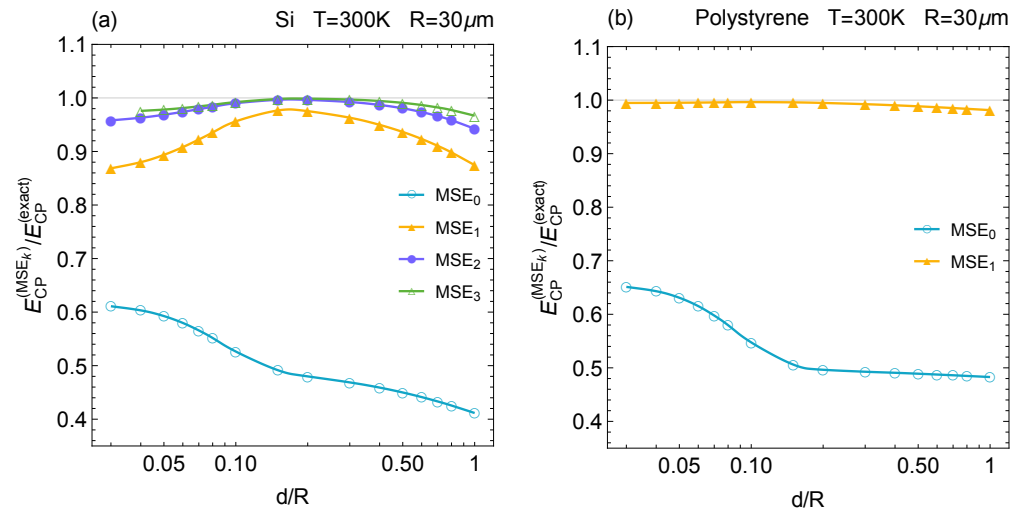 (a) Si T=300K R=30μm
1.1
1.0
0.9
0.8
0.7
0.6
0.5
0.4
E_CP^(MSE_k)/E_CP^(exact)
MSE₀
MSE₁
MSE₂
MSE₃
0.05 0.10 0.50 1
d/R
(b) Polystyrene T=300K R=30μm
1.1
1.0
0.9
0.8
0.7
0.6
0.5
0.4
E_CP^(MSE_k)/E_CP^(exact)
MSE₀
MSE₁
0.05 0.10 0.50 1
d/R